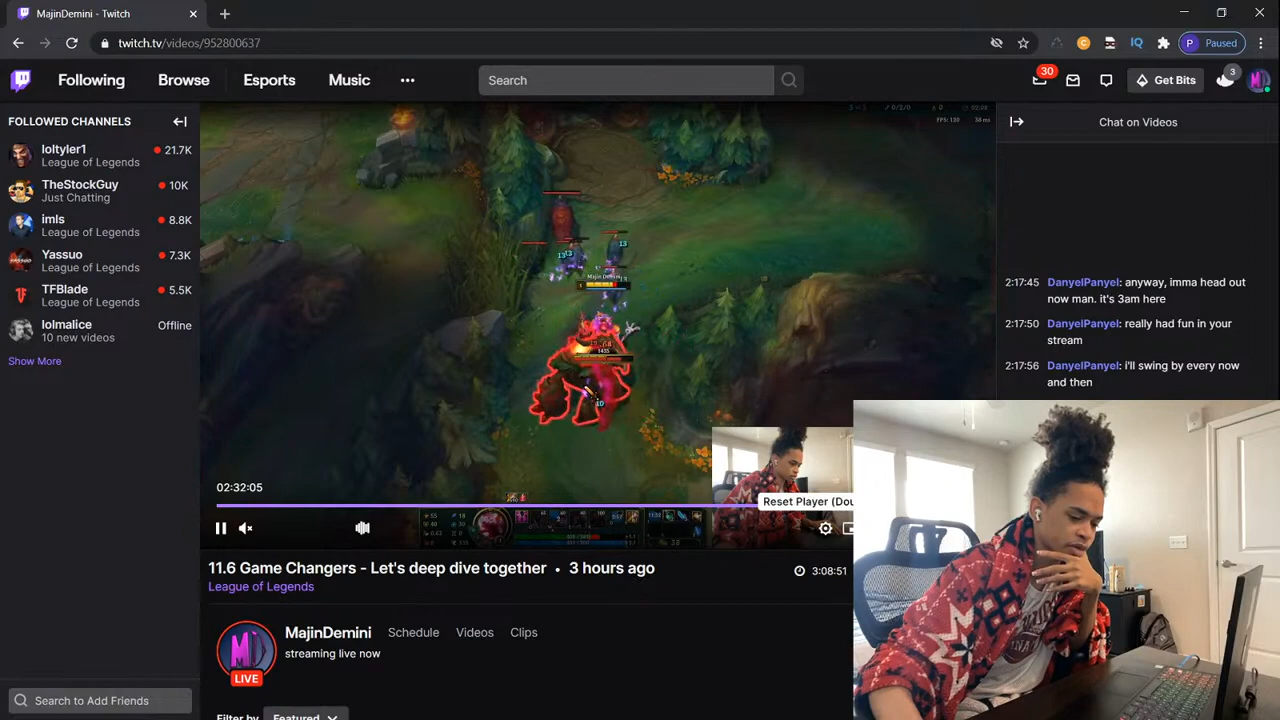 MajinDemini - Twitch
twitch.tv/videos/952800637
Paused
Following
Browse
Esports
Music
Search
30
Get Bits
3
FOLLOWED CHANNELS
loltyler1
21.7K
League of Legends
TheStockGuy
10K
Just Chatting
imls
8.8K
League of Legends
Yassuo
7.3K
League of Legends
TFBlade
5.5K
League of Legends
lolmalice
Offline
10 new videos
Show More
Search to Add Friends
02:32:05
Reset Player (Dou
11.6 Game Changers - Let's deep dive together • 3 hours ago
3:08:51
League of Legends
MajinDemini
Schedule
Videos
Clips
streaming live now
LIVE
Filter by
Featured
Chat on Videos
2:17:45 DanyelPanyel: anyway, imma head out
now man. it's 3am here
2:17:50 DanyelPanyel: really had fun in your
stream
2:17:56 DanyelPanyel: i'll swing by every now
and then